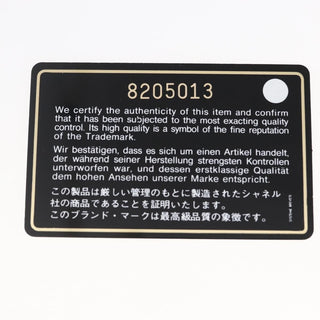 8205013
We certify the authenticity of this item and confirm
that it has been subjected to the most exacting quality
control. Its high quality is a symbol of the fine reputation
of the Trademark.
Wir bestätigen, dass es sich um einen Artikel handelt,
der während seiner Herstellung strengsten Kontrollen
unterworfen war, und dessen erstklassige Qualität
dem hohen Ansehen unserer Marke entspricht.
この製品は厳しい管理のもとに製造されたシャネル
社の商品であることを証明いたします。
このブランド・マークは最高級品質の象徴です。